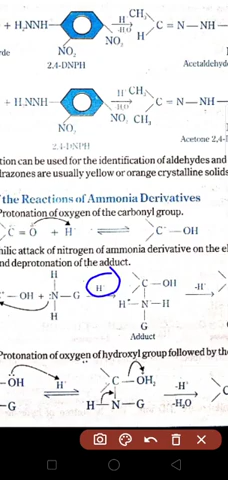 CH₃
+ H₂NNH
H⁺
-H₂O
C = N — NH —
H
NO₂
NO₂
rde
2,4-DNPH
Acetaldehyde
+ H₂NNH
H⁺ CH₃
-H₂O
C = N — NH —
NO₂
NO₂ CH₃
2,4-DNPH
Acetone 2,4-
tion can be used for the identification of aldehydes and
drazones are usually yellow or orange crystalline solids
the Reactions of Ammonia Derivatives
Protonation of oxygen of the carbonyl group.
C = O + H⁺ ⇌ C⁺ — OH
hilic attack of nitrogen of ammonia derivative on the el
nd deprotonation of the adduct.
H
H⁺
C — OH
-H⁺
C⁺ — OH + :N — G
H⁺ — N — H
H
G
Adduct
Protonation of oxygen of hydroxyl group followed by the
— OH
H⁺
C — OH₂
-H⁺
-H₂O
C
— G
H — N — G